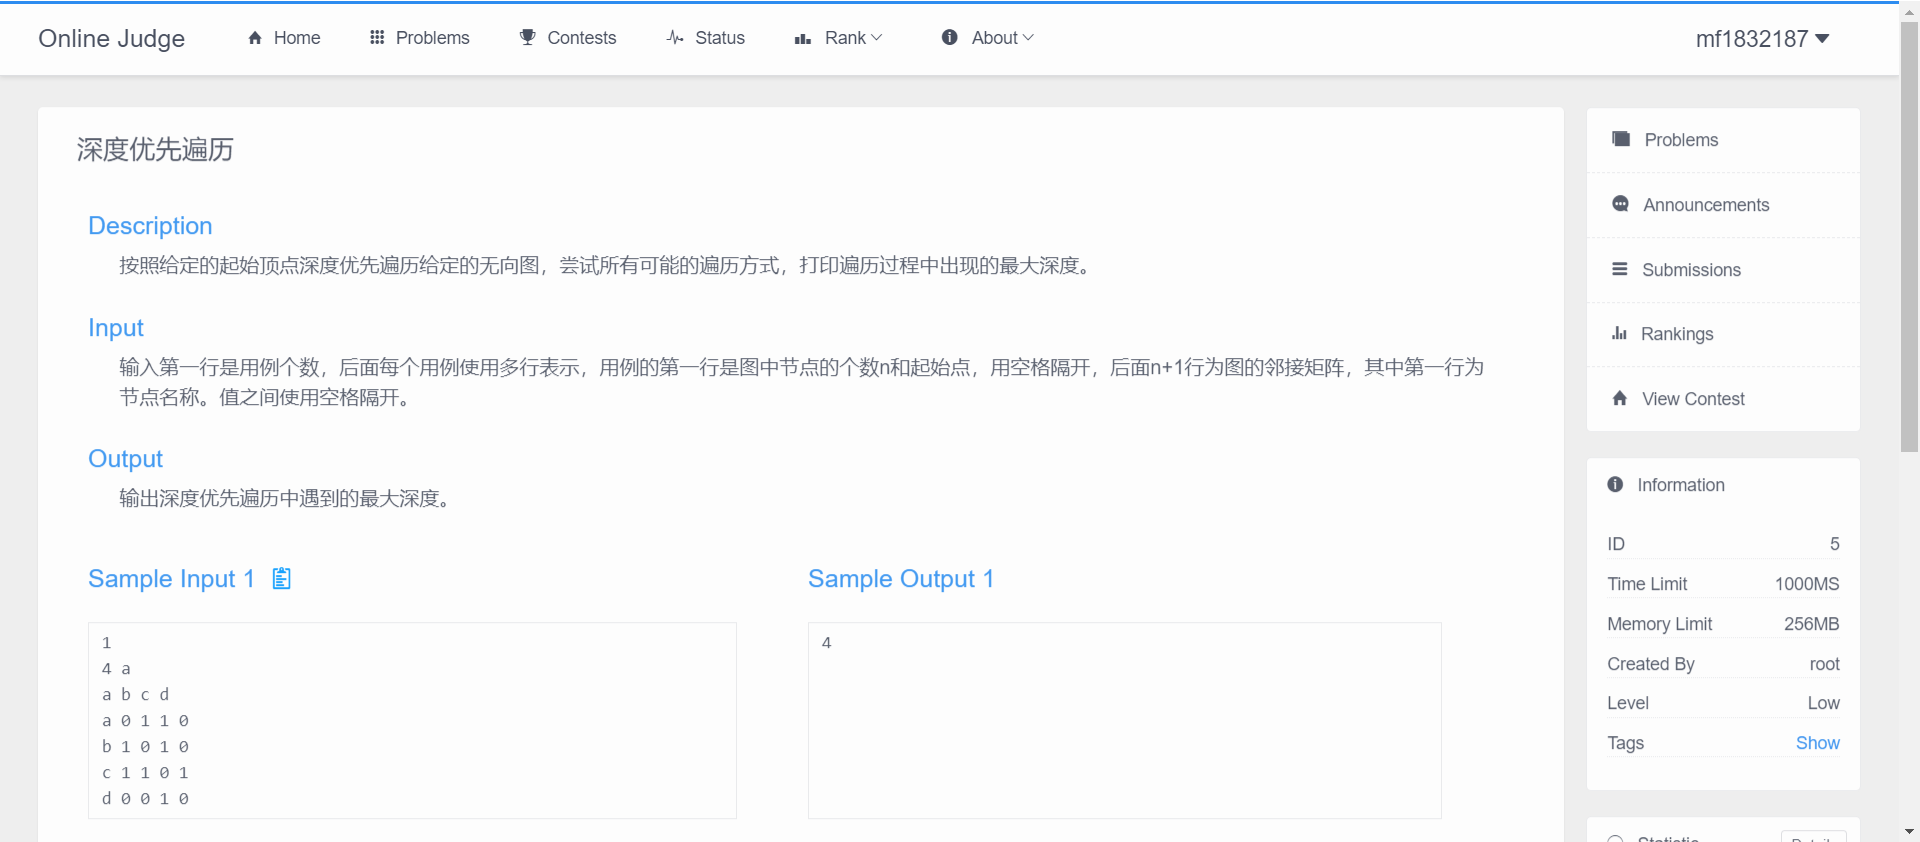 Online Judge
Home
Problems
Contests
Status
Rank
About
mf1832187
深度优先遍历
Description
按照给定的起始顶点深度优先遍历给定的无向图，尝试所有可能的遍历方式，打印遍历过程中出现的最大深度。
Input
输入第一行是用例个数，后面每个用例使用多行表示，用例的第一行是图中节点的个数n和起始点，用空格隔开，后面n+1行为图的邻接矩阵，其中第一行为
节点名称。值之间使用空格隔开。
Output
输出深度优先遍历中遇到的最大深度。
Sample Input 1
1
4 a
a b c d
a 0 1 1 0
b 1 0 1 0
c 1 1 0 1
d 0 0 1 0
Sample Output 1
4
Problems
Announcements
Submissions
Rankings
View Contest
Information
ID 5
Time Limit 1000MS
Memory Limit 256MB
Created By root
Level Low
Tags Show
Statistic